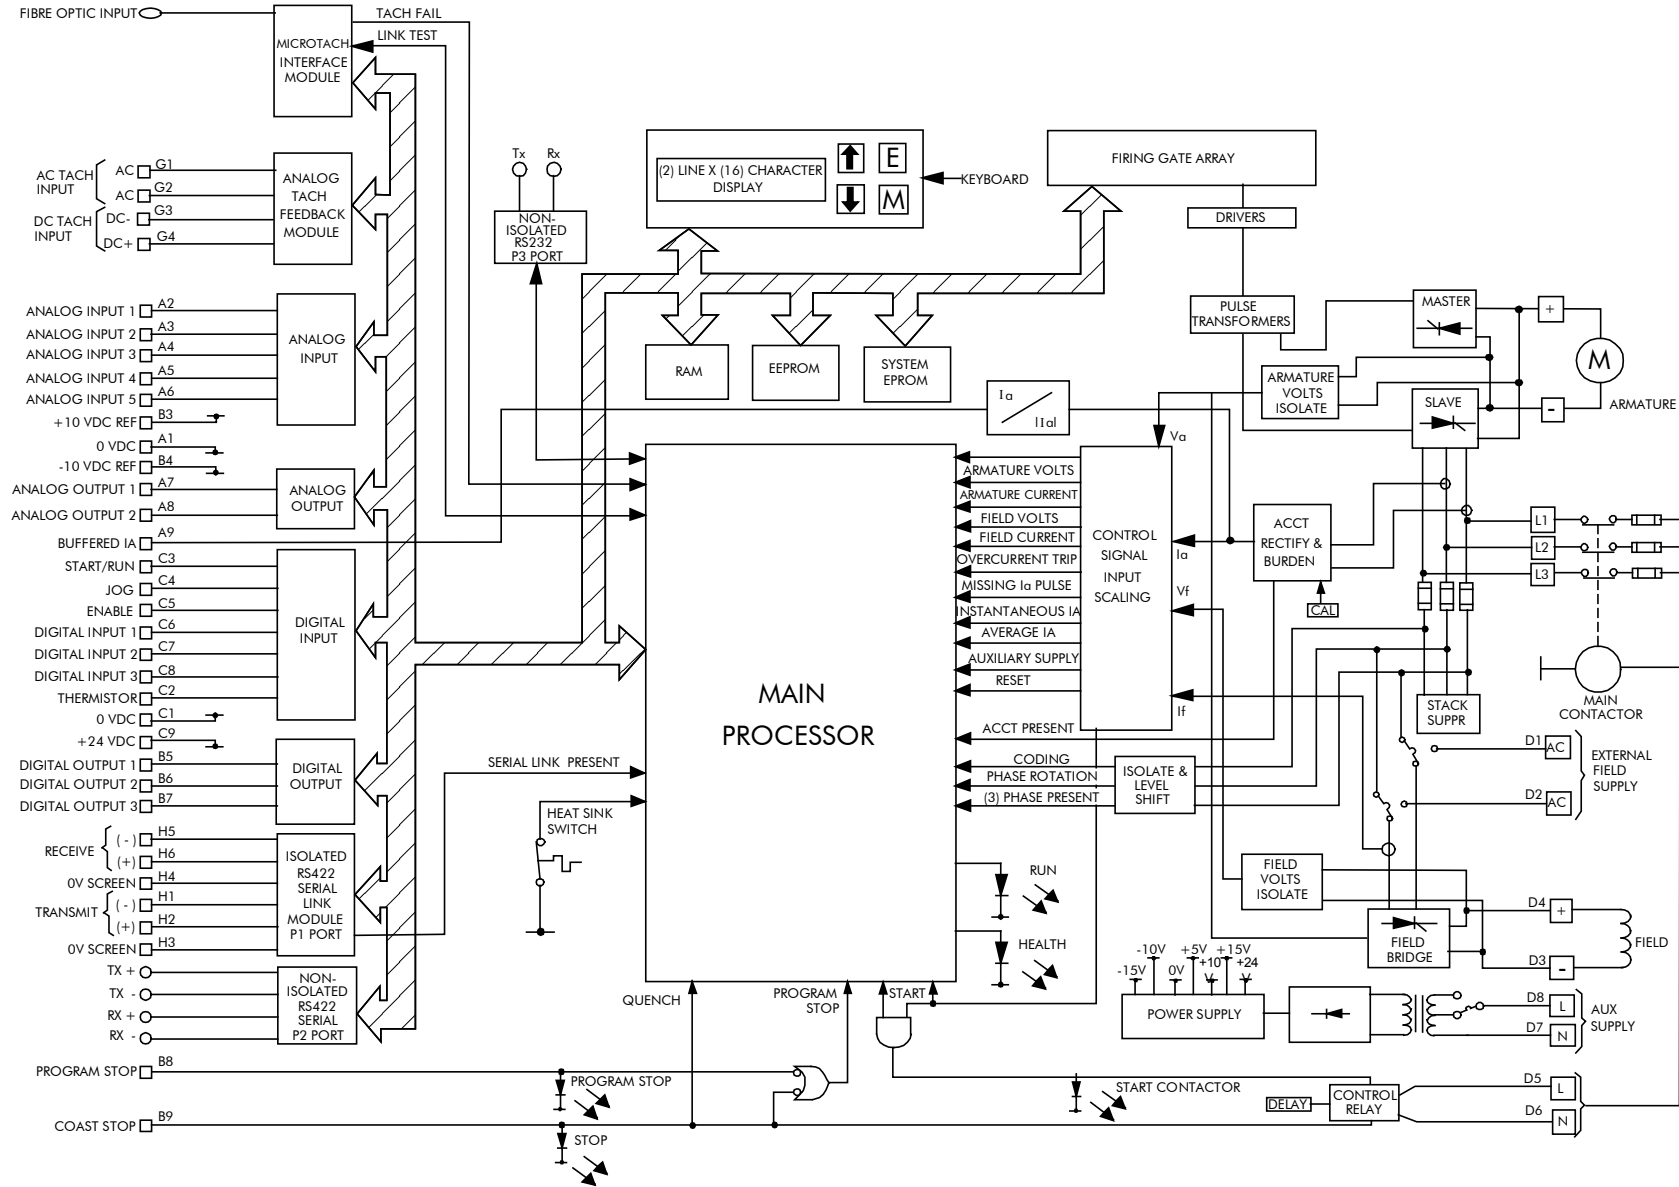 FIBRE OPTIC INPUT
MICROTACH
INTERFACE
MODULE
TACH FAIL
LINK TEST
AC TACH
INPUT
AC
G1
AC
G2
DC TACH
INPUT
DC-
G3
DC+
G4
ANALOG
TACH
FEEDBACK
MODULE
Tx
Rx
NON-
ISOLATED
RS232
P3 PORT
(2) LINE X (16) CHARACTER
DISPLAY
E
M
KEYBOARD
FIRING GATE ARRAY
DRIVERS
PULSE
TRANSFORMERS
MASTER
+
M
ARMATURE
-
ARMATURE
VOLTS
ISOLATE
SLAVE
RAM
EEPROM
SYSTEM
EPROM
Ia
IIaI
ANALOG INPUT 1
A2
ANALOG INPUT 2
A3
ANALOG INPUT 3
A4
ANALOG INPUT 4
A5
ANALOG INPUT 5
A6
+10 VDC REF
B3
0 VDC
A1
-10 VDC REF
B4
ANALOG OUTPUT 1
A7
ANALOG OUTPUT 2
A8
BUFFERED IA
A9
START/RUN
C3
JOG
C4
ENABLE
C5
DIGITAL INPUT 1
C6
DIGITAL INPUT 2
C7
DIGITAL INPUT 3
C8
THERMISTOR
C2
0 VDC
C1
+24 VDC
C9
DIGITAL OUTPUT 1
B5
DIGITAL OUTPUT 2
B6
DIGITAL OUTPUT 3
B7
ANALOG
INPUT
ANALOG
OUTPUT
DIGITAL
INPUT
DIGITAL
OUTPUT
RECEIVE
(-)
H5
(+)
H6
0V SCREEN
H4
TRANSMIT
(-)
H1
(+)
H2
0V SCREEN
H3
ISOLATED
RS422
SERIAL
LINK
MODULE
P1 PORT
TX +
TX -
RX +
RX -
NON-
ISOLATED
RS422
SERIAL
P2 PORT
PROGRAM STOP
B8
COAST STOP
B9
SERIAL LINK PRESENT
HEAT SINK
SWITCH
MAIN
PROCESSOR
Va
ARMATURE VOLTS
ARMATURE CURRENT
FIELD VOLTS
FIELD CURRENT
OVERCURRENT TRIP
MISSING Ia PULSE
INSTANTANEOUS IA
AVERAGE IA
AUXILIARY SUPPLY
RESET
ACCT PRESENT
CODING
PHASE ROTATION
(3) PHASE PRESENT
CONTROL
SIGNAL
INPUT
SCALING
Ia
Vf
If
ACCT
RECTIFY &
BURDEN
CAL
ISOLATE &
LEVEL
SHIFT
L1
L2
L3
MAIN
CONTACTOR
STACK
SUPPR
D1
AC
D2
AC
EXTERNAL
FIELD
SUPPLY
FIELD
VOLTS
ISOLATE
FIELD
BRIDGE
D4
+
D3
-
FIELD
RUN
HEALTH
-10V
+5V
+15V
-15V
0V
+10
V
+24
V
POWER SUPPLY
D8
L
D7
N
AUX
SUPPLY
QUENCH
PROGRAM
STOP
START
PROGRAM STOP
STOP
START CONTACTOR
DELAY
CONTROL
RELAY
D5
L
D6
N